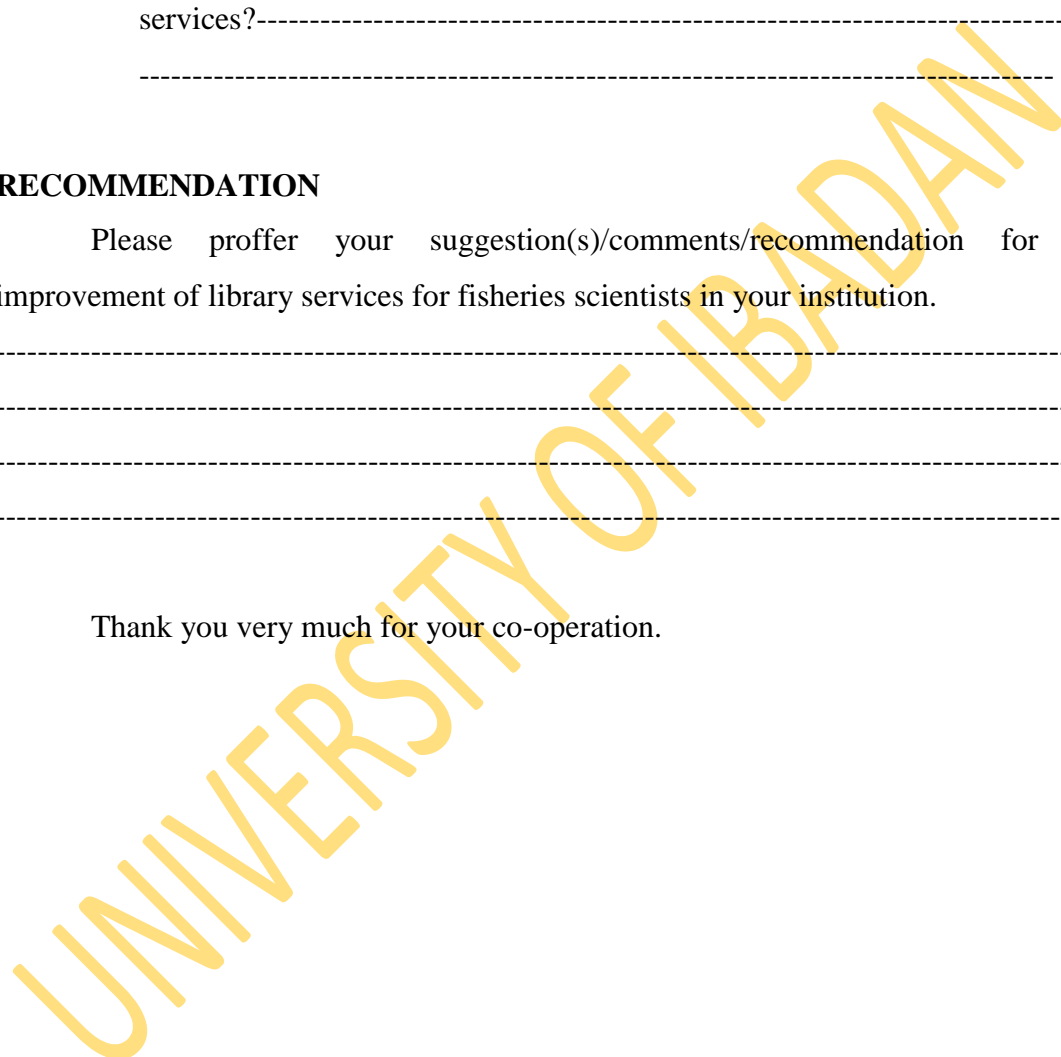 services?--------------------------------------------------------------------------------
----------------------------------------------------------------------------------------
RECOMMENDATION
Please proffer your suggestion(s)/comments/recommendation for
improvement of library services for fisheries scientists in your institution.
------------------------------------------------------------------------------------------------------
------------------------------------------------------------------------------------------------------
------------------------------------------------------------------------------------------------------
------------------------------------------------------------------------------------------------------
Thank you very much for your co-operation.
UNIVERSITY OF IBADAN